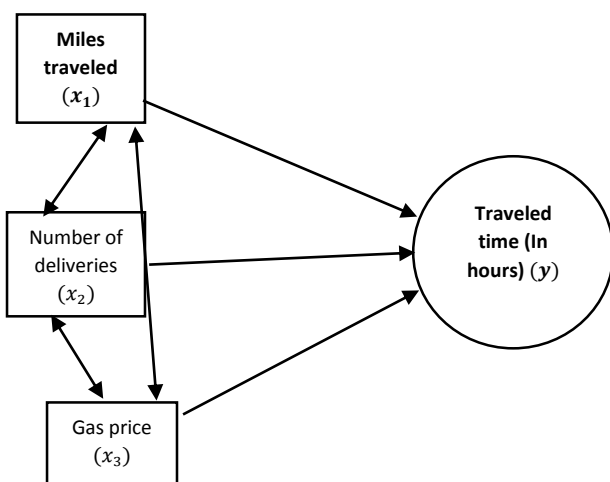 Miles
traveled
(x₁)
Number of
deliveries
(x₂)
Gas price
(x₃)
Traveled
time (In
hours) (y)